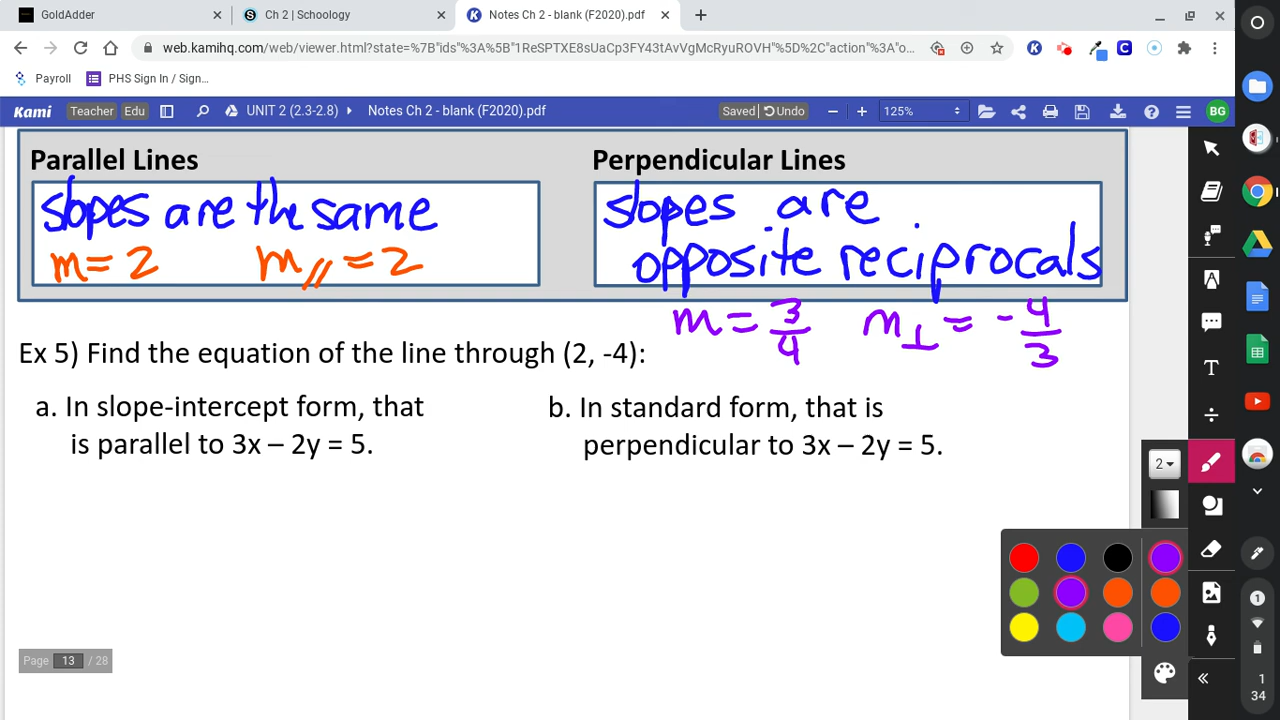 GoldAdder
Ch 2 | Schoology
Notes Ch 2 - blank (F2020).pdf
web.kamihq.com/web/viewer.html?state=%7B"ids"%3A%5B"1ReSPTXE8sUaCp3FY43tAvVgMcRyuROVH"%5D%2C"action"%3A"o...
Payroll
PHS Sign In / Sign...
Kami Teacher Edu UNIT 2 (2.3-2.8) Notes Ch 2 - blank (F2020).pdf Saved Undo 125% BG
Parallel Lines
slopes are the same
m = 2 m// = 2
Perpendicular Lines
slopes are
opposite reciprocals
m = 3/4 m⊥ = -4/3
Ex 5) Find the equation of the line through (2, -4):
a. In slope-intercept form, that
is parallel to 3x – 2y = 5.
b. In standard form, that is
perpendicular to 3x – 2y = 5.
2
Page 13 / 28
1
1
34